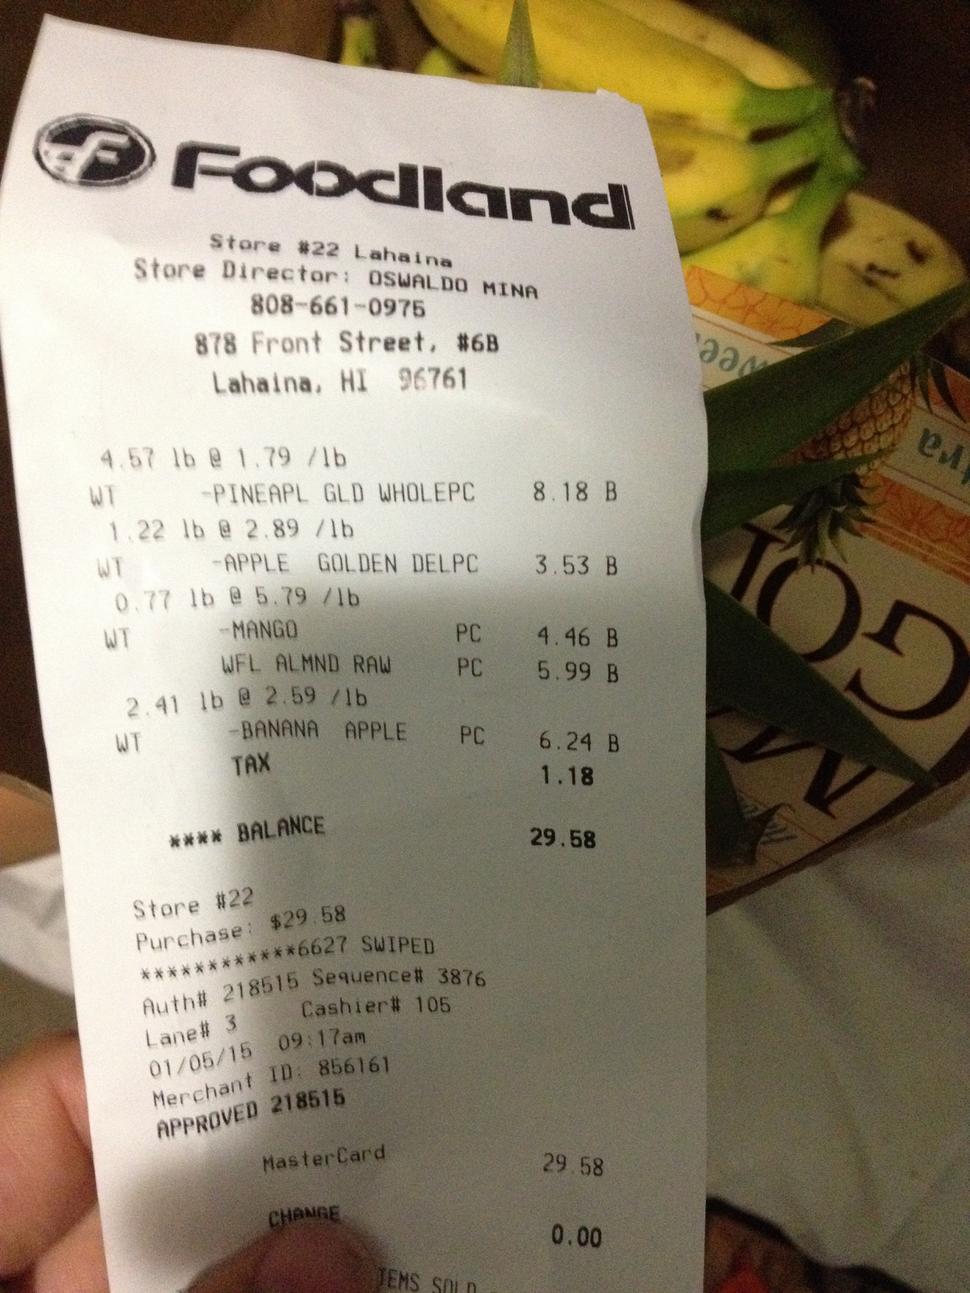 Foodland
Store #22 Lahaina
Store Director: OSWALDO MINA
808-661-0975
878 Front Street, #6B
Lahaina, HI 96761
4.57 lb @ 1.79 /lb
WT -PINEAPL GLD WHOLEPC 8.18 B
1.22 lb @ 2.89 /lb
WT -APPLE GOLDEN DELPC 3.53 B
0.77 lb @ 5.79 /lb
WT -MANGO PC 4.46 B
WFL ALMND RAW PC 5.99 B
2.41 lb @ 2.59 /lb
WT -BANANA APPLE PC 6.24 B
TAX 1.18
**** BALANCE 29.58
Store #22
Purchase: $29.58
************6627 SWIPED
Auth# 218515 Sequence# 3876
Lane# 3 Cashier# 105
01/05/15 09:17am
Merchant ID: 856161
APPROVED 218515
MasterCard 29.58
CHANGE 0.00
TEMS SOLD